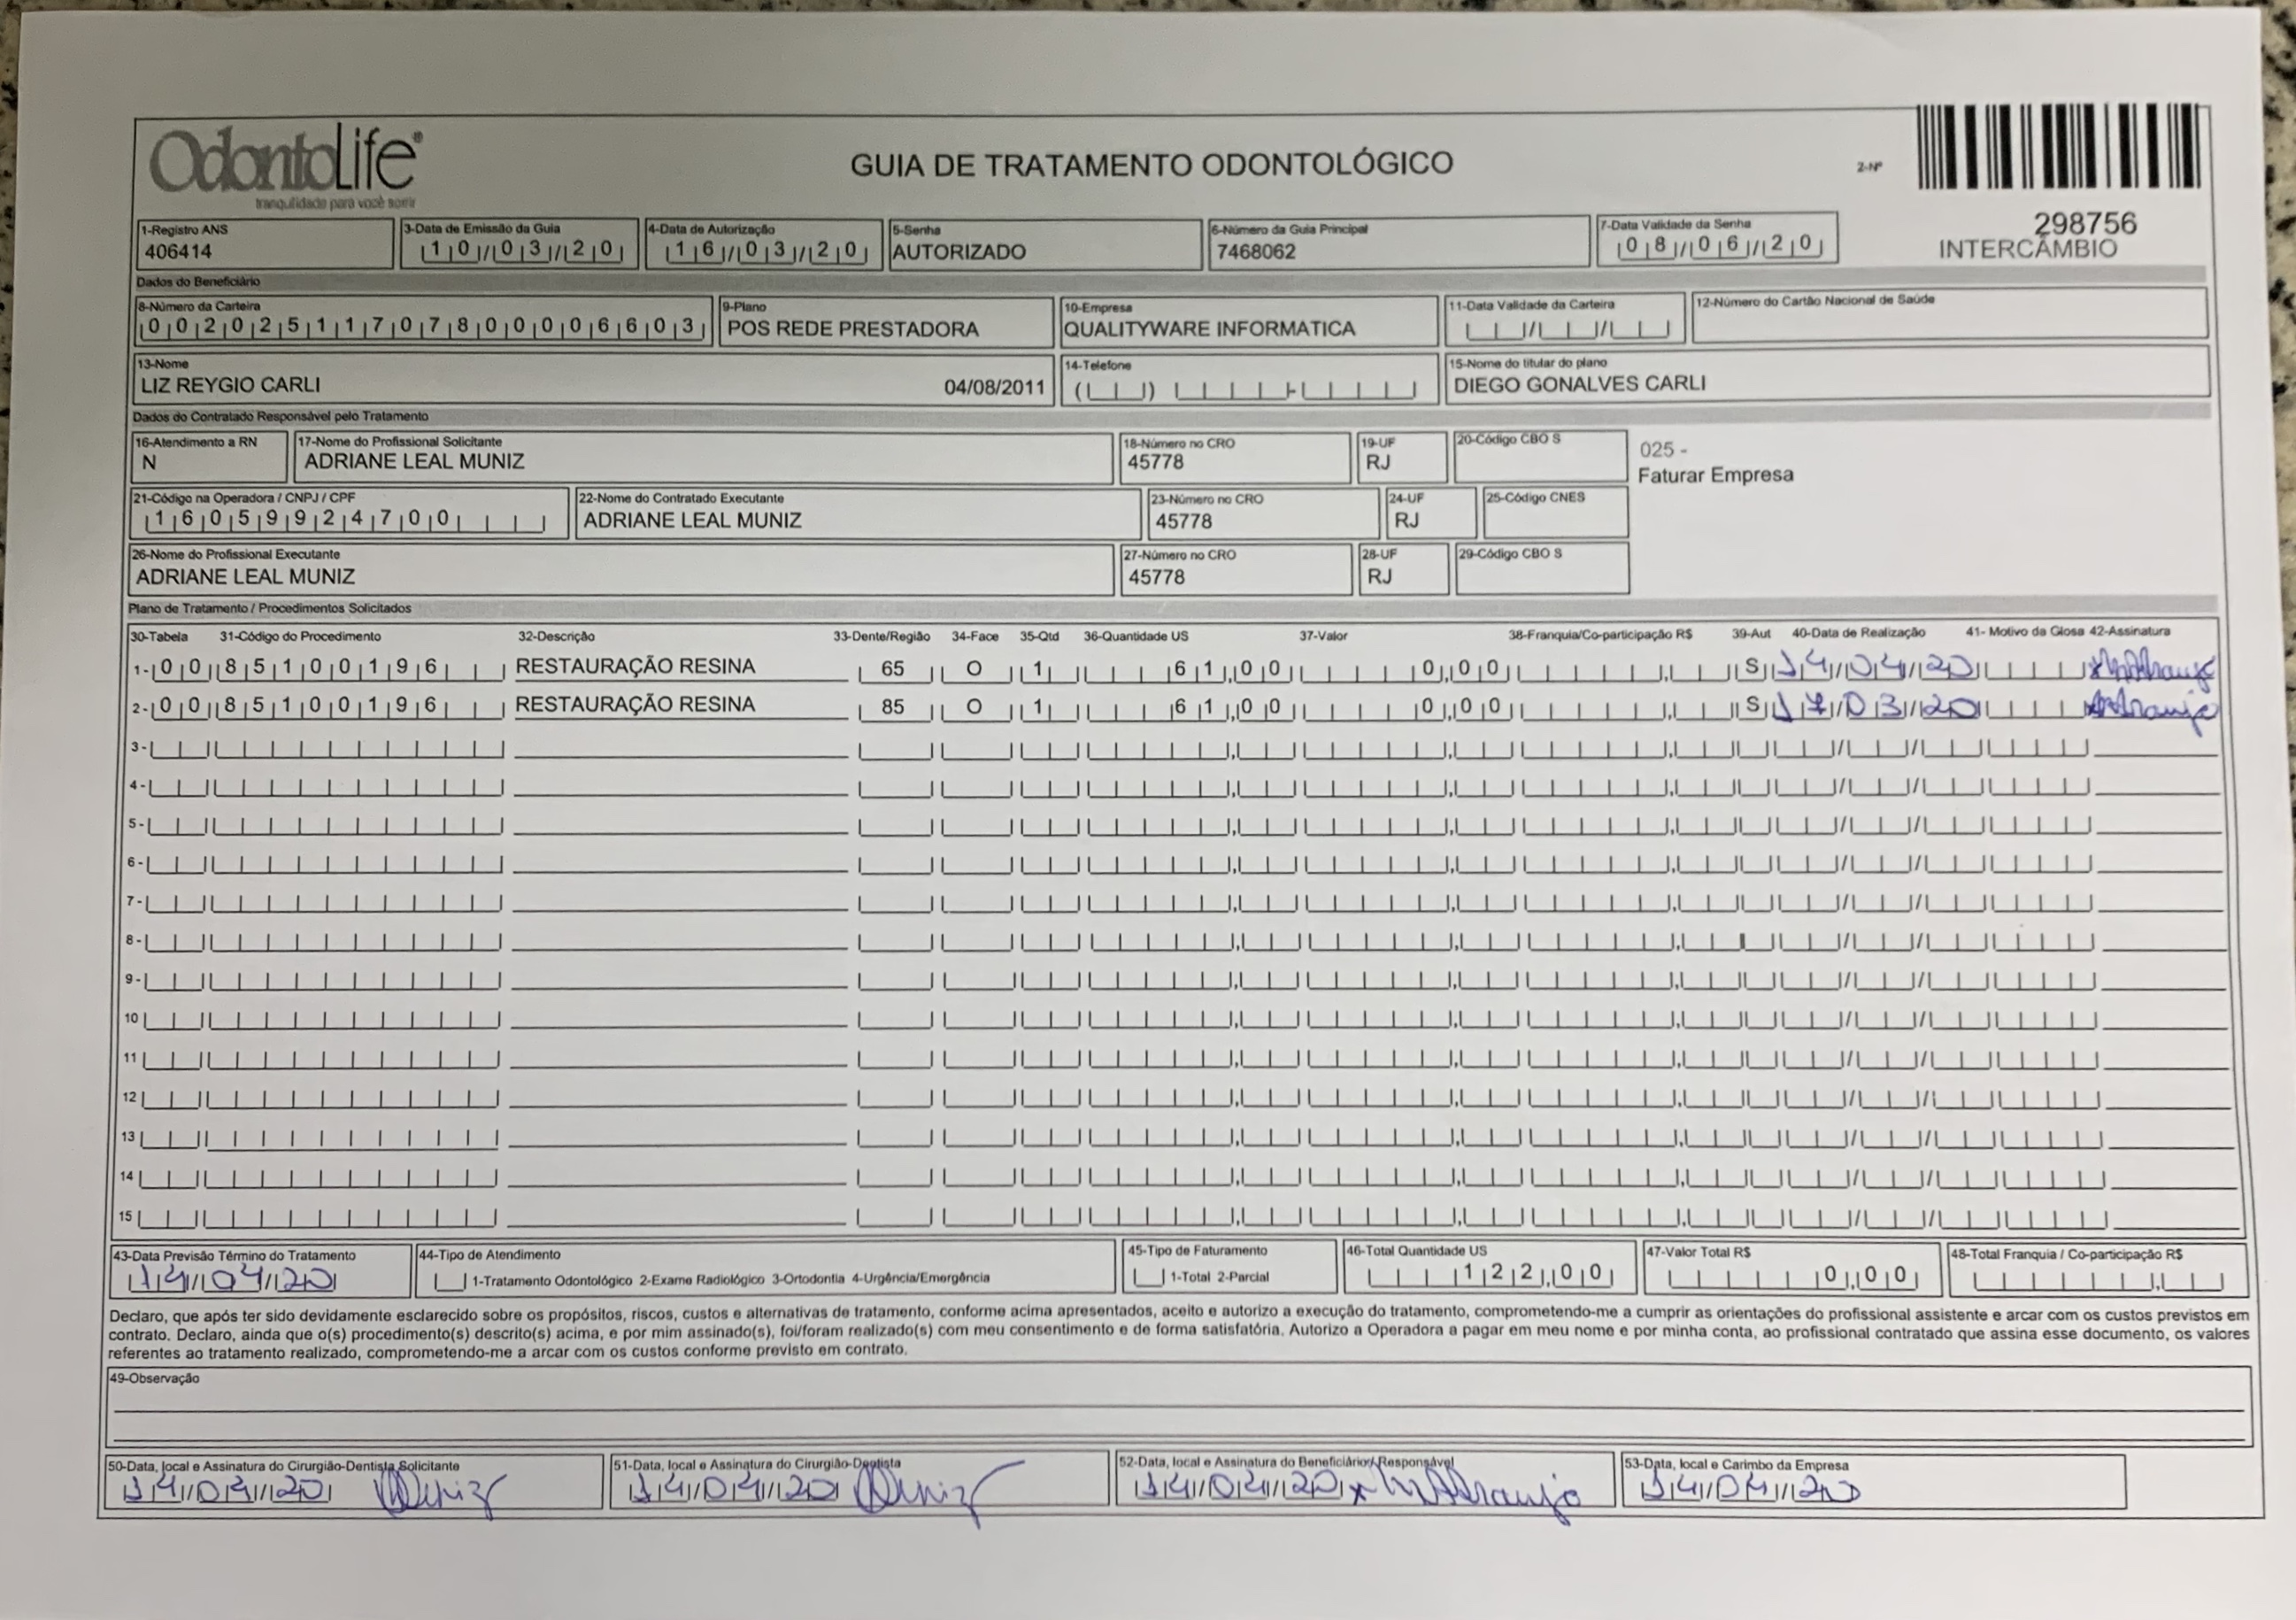 OdontoLife®
tranquilidade para você sorrir
GUIA DE TRATAMENTO ODONTOLÓGICO
2-Nº
298756
INTERCÂMBIO
1-Registro ANS
406414
3-Data de Emissão da Guia
10/03/20
4-Data de Autorização
16/03/20
5-Senha
AUTORIZADO
6-Número da Guia Principal
7468062
7-Data Validade da Senha
08/06/20
Dados do Beneficiário
8-Número da Carteira
00202511707800006603
9-Plano
POS REDE PRESTADORA
10-Empresa
QUALITYWARE INFORMATICA
11-Data Validade da Carteira
12-Número do Cartão Nacional de Saúde
13-Nome
LIZ REYGIO CARLI 04/08/2011
14-Telefone
15-Nome do titular do plano
DIEGO GONALVES CARLI
Dados do Contratado Responsável pelo Tratamento
16-Atendimento a RN
N
17-Nome do Profissional Solicitante
ADRIANE LEAL MUNIZ
18-Número no CRO
45778
19-UF
RJ
20-Código CBO S
025 -
Faturar Empresa
21-Código na Operadora / CNPJ / CPF
16059924700
22-Nome do Contratado Executante
ADRIANE LEAL MUNIZ
23-Número no CRO
45778
24-UF
RJ
25-Código CNES
26-Nome do Profissional Executante
ADRIANE LEAL MUNIZ
27-Número no CRO
45778
28-UF
RJ
29-Código CBO S
Plano de Tratamento / Procedimentos Solicitados
30-Tabela 31-Código do Procedimento 32-Descrição 33-Dente/Região 34-Face 35-Qtd 36-Quantidade US 37-Valor 38-Franquia/Co-participação R$ 39-Aut 40-Data de Realização 41- Motivo da Glosa 42-Assinatura
1- 00 85100196 RESTAURAÇÃO RESINA 65 O 1 61,00 0,00 S 14/04/20
2- 00 85100196 RESTAURAÇÃO RESINA 85 O 1 61,00 0,00 S 17/03/20
3-
4-
5-
6-
7-
8-
9-
10
11
12
13
14
15
43-Data Previsão Término do Tratamento
14/04/20
44-Tipo de Atendimento
1-Tratamento Odontológico 2-Exame Radiológico 3-Ortodontia 4-Urgência/Emergência
45-Tipo de Faturamento
1-Total 2-Parcial
46-Total Quantidade US
122,00
47-Valor Total R$
0,00
48-Total Franquia / Co-participação R$
Declaro, que após ter sido devidamente esclarecido sobre os propósitos, riscos, custos e alternativas de tratamento, conforme acima apresentados, aceito e autorizo a execução do tratamento, comprometendo-me a cumprir as orientações do profissional assistente e arcar com os custos previstos em
contrato. Declaro, ainda que o(s) procedimento(s) descrito(s) acima, e por mim assinado(s), foi/foram realizado(s) com meu consentimento e de forma satisfatória. Autorizo a Operadora a pagar em meu nome e por minha conta, ao profissional contratado que assina esse documento, os valores
referentes ao tratamento realizado, comprometendo-me a arcar com os custos conforme previsto em contrato.
49-Observação
50-Data, local e Assinatura do Cirurgião-Dentista Solicitante
14/04/20
51-Data, local e Assinatura do Cirurgião-Dentista
14/04/20
52-Data, local e Assinatura do Beneficiário/ Responsável
14/04/20
53-Data, local e Carimbo da Empresa
14/04/20